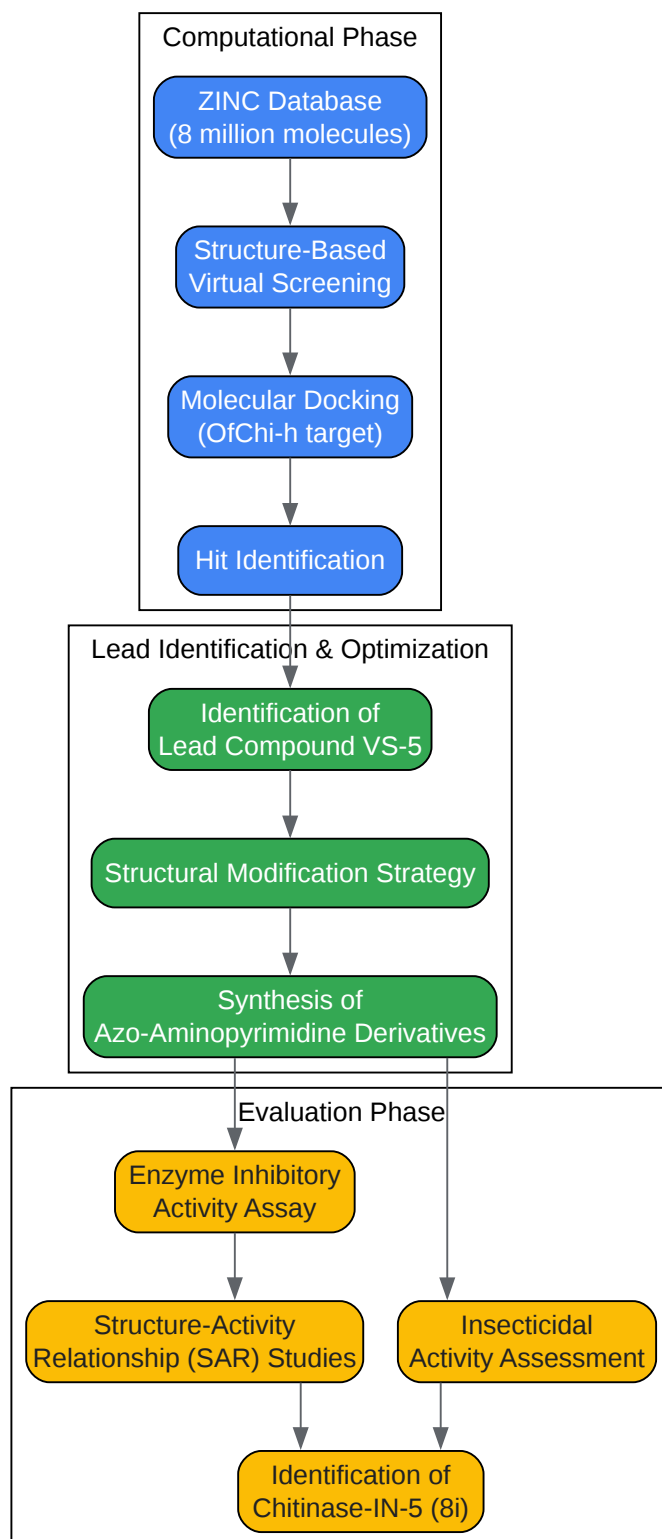 Computational Phase
ZINC Database
(8 million molecules)
Structure-Based
Virtual Screening
Molecular Docking
(OfChi-h target)
Hit Identification
Lead Identification & Optimization
Identification of
Lead Compound VS-5
Structural Modification Strategy
Synthesis of
Azo-Aminopyrimidine Derivatives
Evaluation Phase
Enzyme Inhibitory
Activity Assay
Structure-Activity
Relationship (SAR) Studies
Insecticidal
Activity Assessment
Identification of
Chitinase-IN-5 (8i)